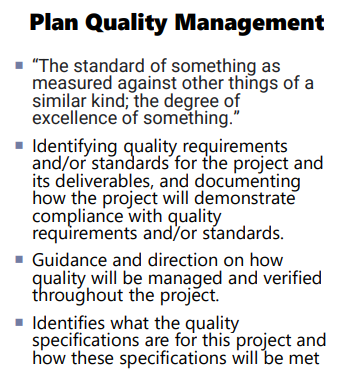 Plan Quality Management
▪ “The standard of something as
measured against other things of a
similar kind; the degree of
excellence of something.”
▪ Identifying quality requirements
and/or standards for the project and
its deliverables, and documenting
how the project will demonstrate
compliance with quality
requirements and/or standards.
▪ Guidance and direction on how
quality will be managed and verified
throughout the project.
▪ Identifies what the quality
specifications are for this project and
how these specifications will be met